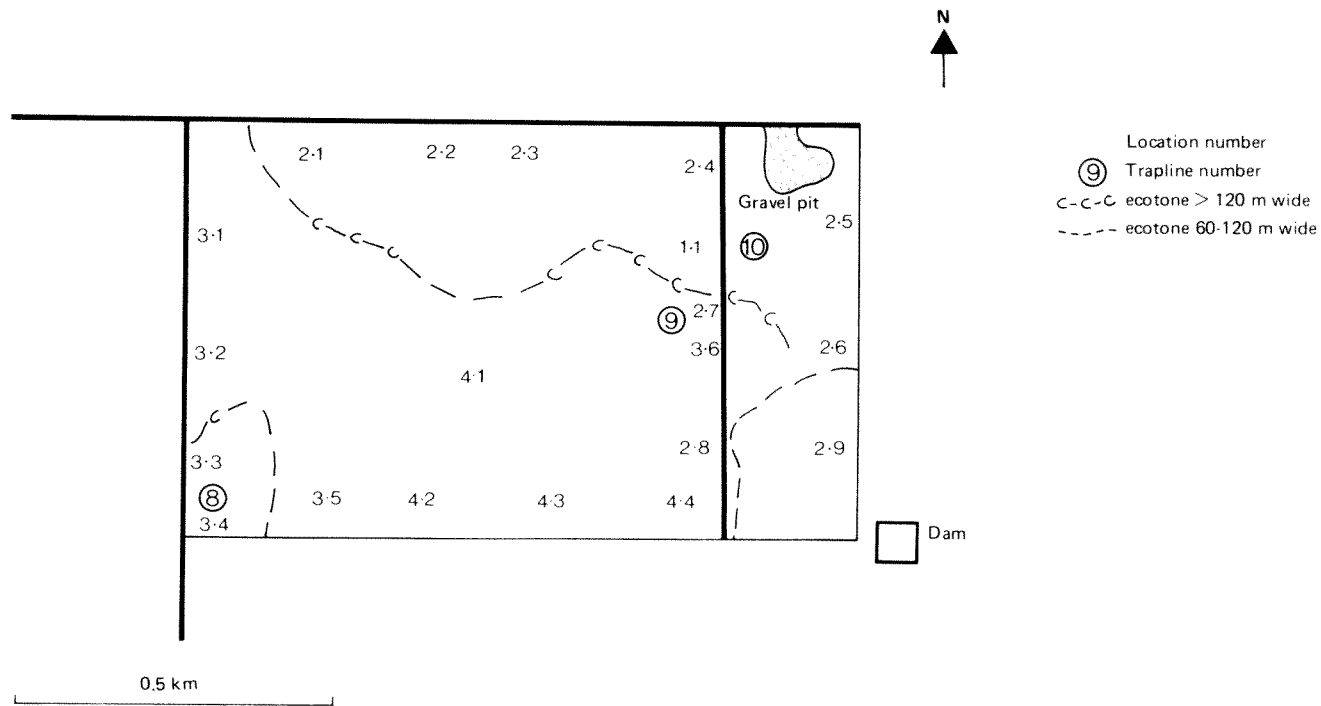 N
Location number
9 Trapline number
c-c-c ecotone > 120 m wide
---- ecotone 60-120 m wide
2·1
2·2
2·3
2·4
Gravel pit
2·5
3·1
1·1
10
2·7
9
3·2
3·6
2·6
4·1
2·8
2·9
3·3
8
3·5
4·2
4·3
4·4
3·4
Dam
0.5 km